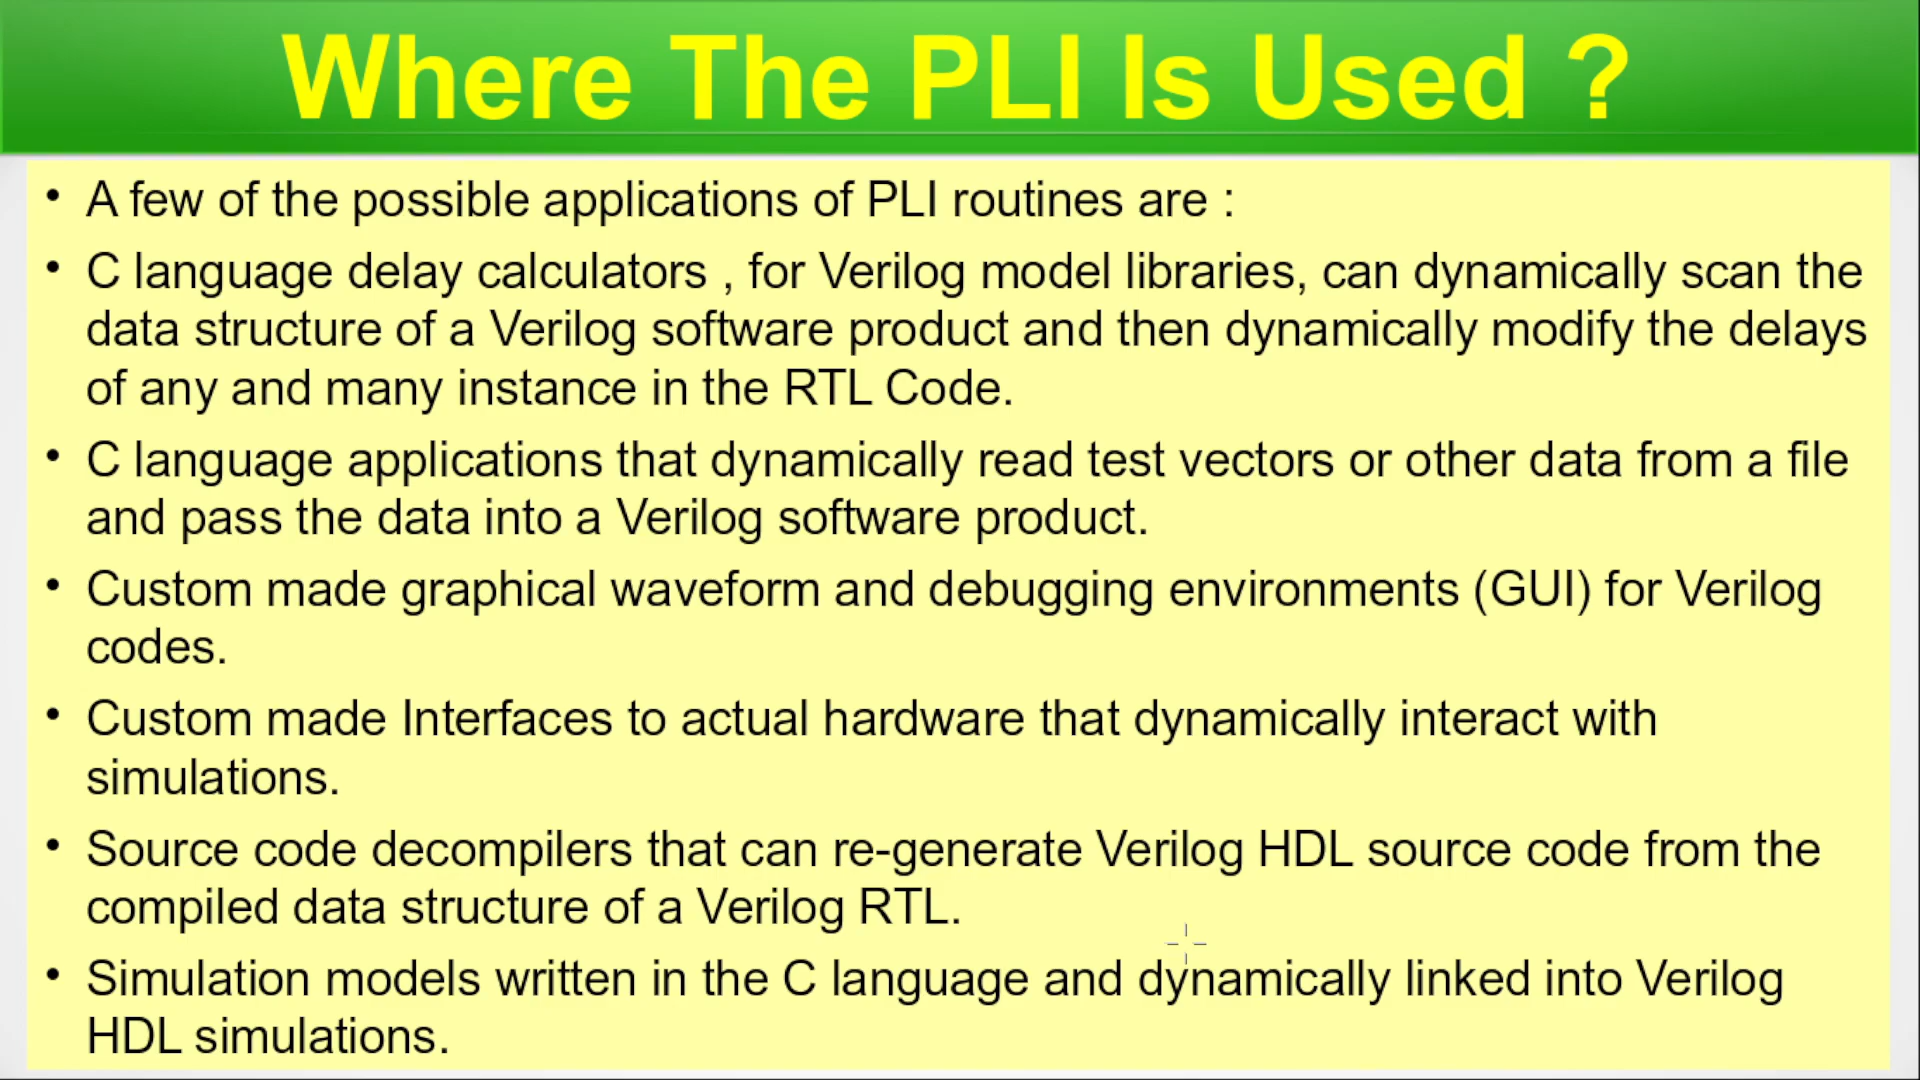 Where The PLI Is Used ?
• A few of the possible applications of PLI routines are :
• C language delay calculators , for Verilog model libraries, can dynamically scan the
data structure of a Verilog software product and then dynamically modify the delays
of any and many instance in the RTL Code.
• C language applications that dynamically read test vectors or other data from a file
and pass the data into a Verilog software product.
• Custom made graphical waveform and debugging environments (GUI) for Verilog
codes.
• Custom made Interfaces to actual hardware that dynamically interact with
simulations.
• Source code decompilers that can re-generate Verilog HDL source code from the
compiled data structure of a Verilog RTL.
• Simulation models written in the C language and dynamically linked into Verilog
HDL simulations.